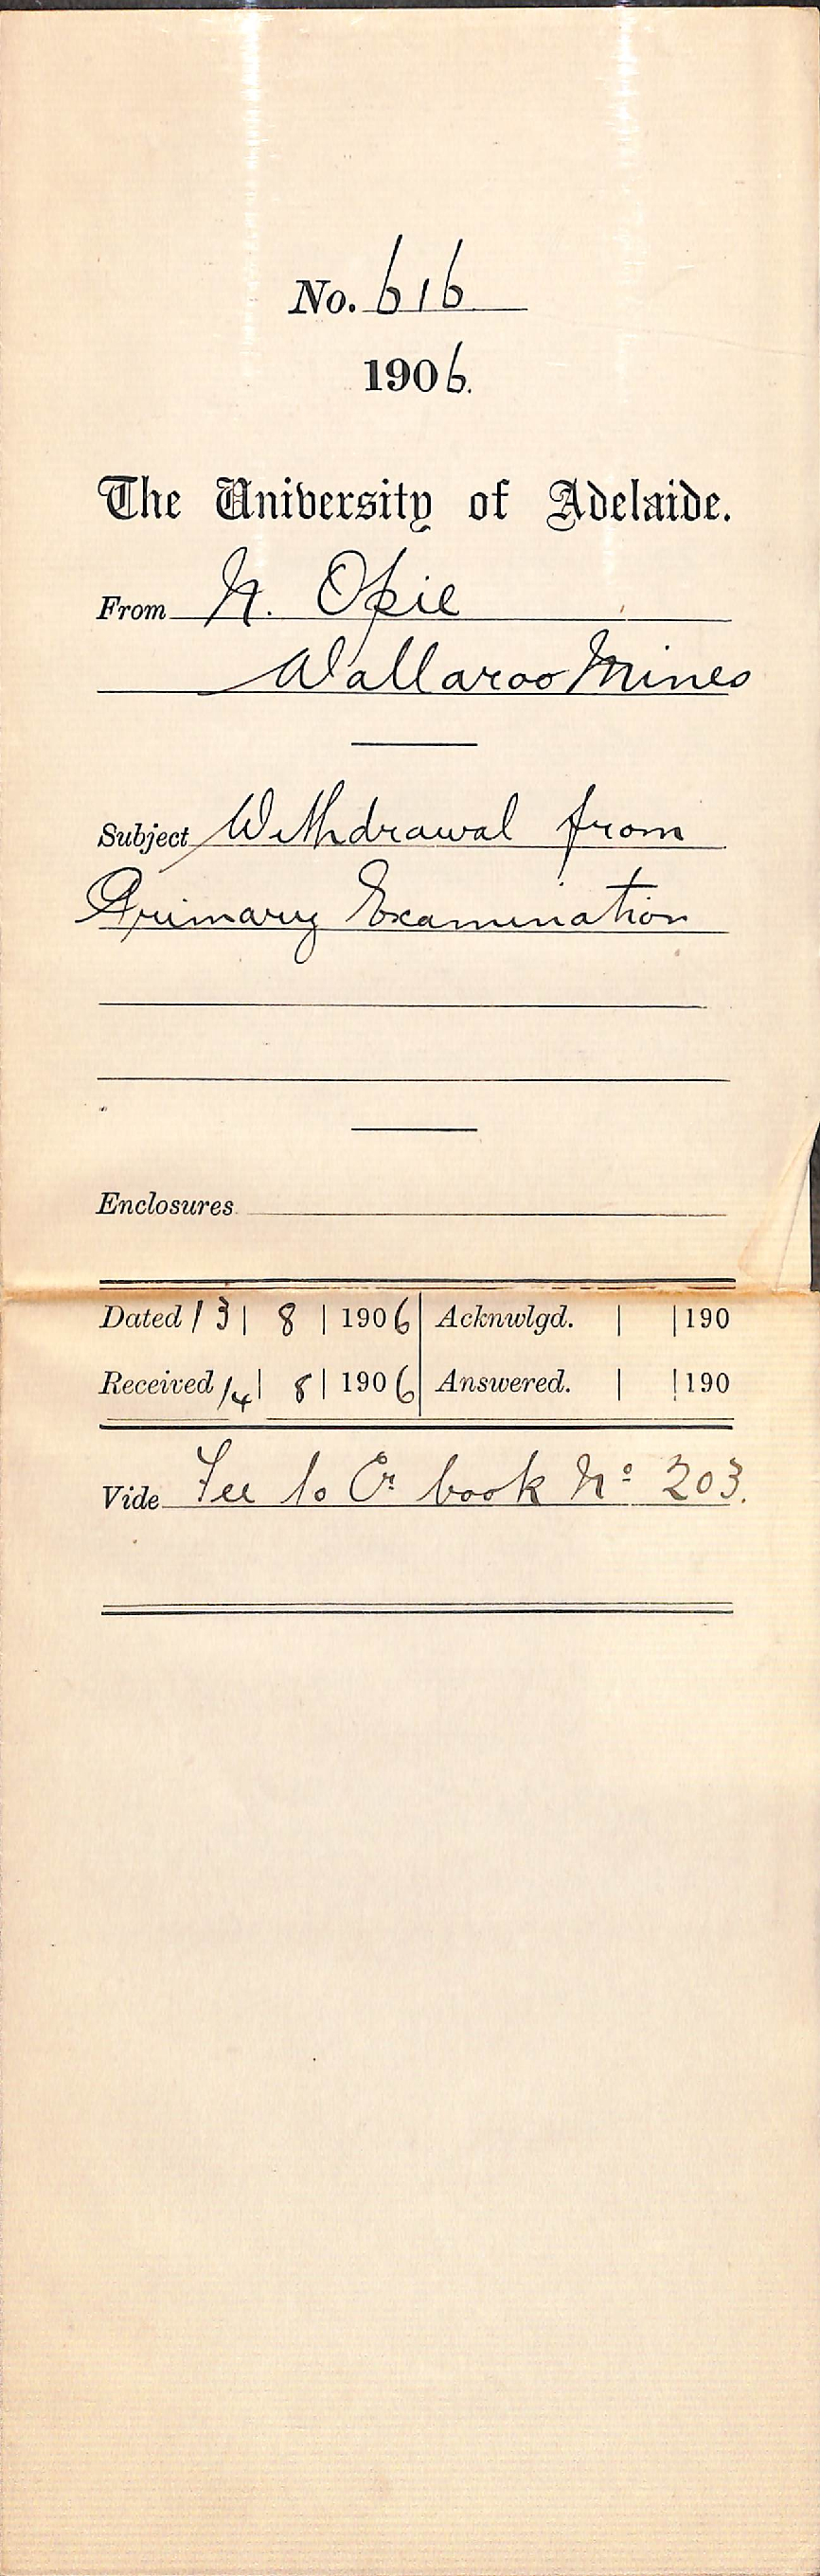 No. 616
1906.
The University of Adelaide.
From N. Opie
Wallaroo Mines
Subject Withdrawal from
Primary Examination
Enclosures
Dated 13 | 8 | 1906 | Acknwlgd. | | 190
Received 14 | 8 | 1906 | Answered. | | 190
Vide Fee to Cr book No 203.